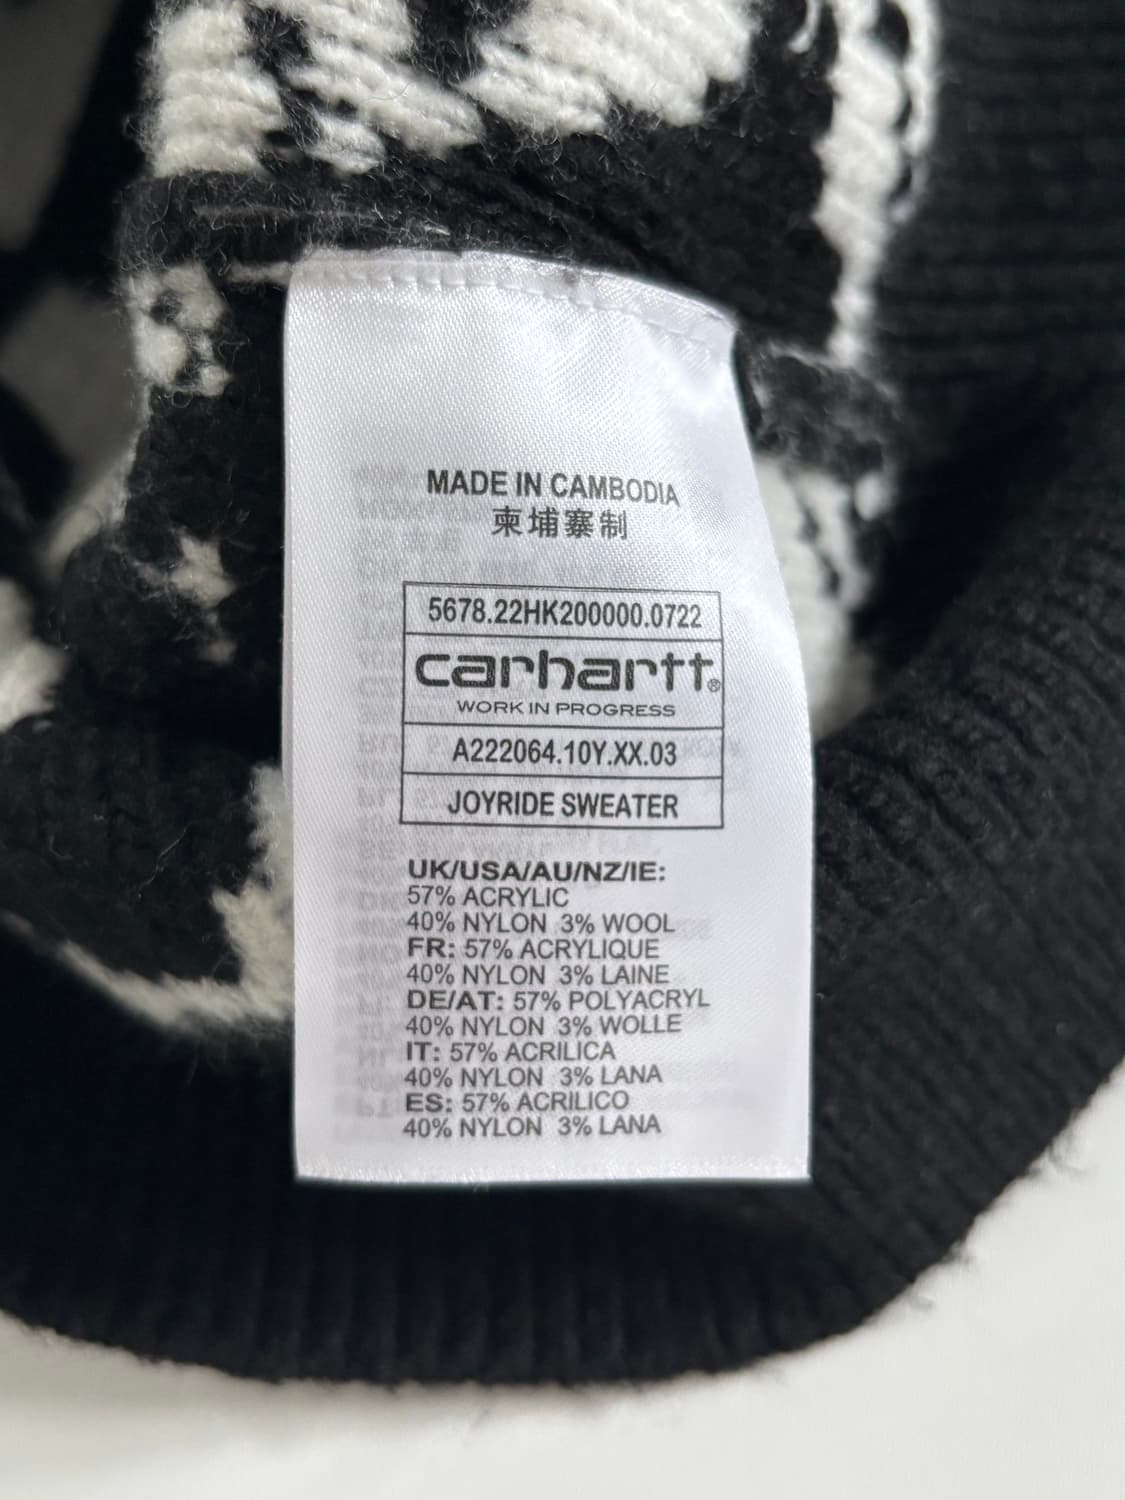 MADE IN CAMBODIA
柬埔寨制
5678.22HK200000.0722
carhartt®
WORK IN PROGRESS
A222064.10Y.XX.03
JOYRIDE SWEATER
UK/USA/AU/NZ/IE:
57% ACRYLIC
40% NYLON 3% WOOL
FR: 57% ACRYLIQUE
40% NYLON 3% LAINE
DE/AT: 57% POLYACRYL
40% NYLON 3% WOLLE
IT: 57% ACRILICA
40% NYLON 3% LANA
ES: 57% ACRILICO
40% NYLON 3% LANA